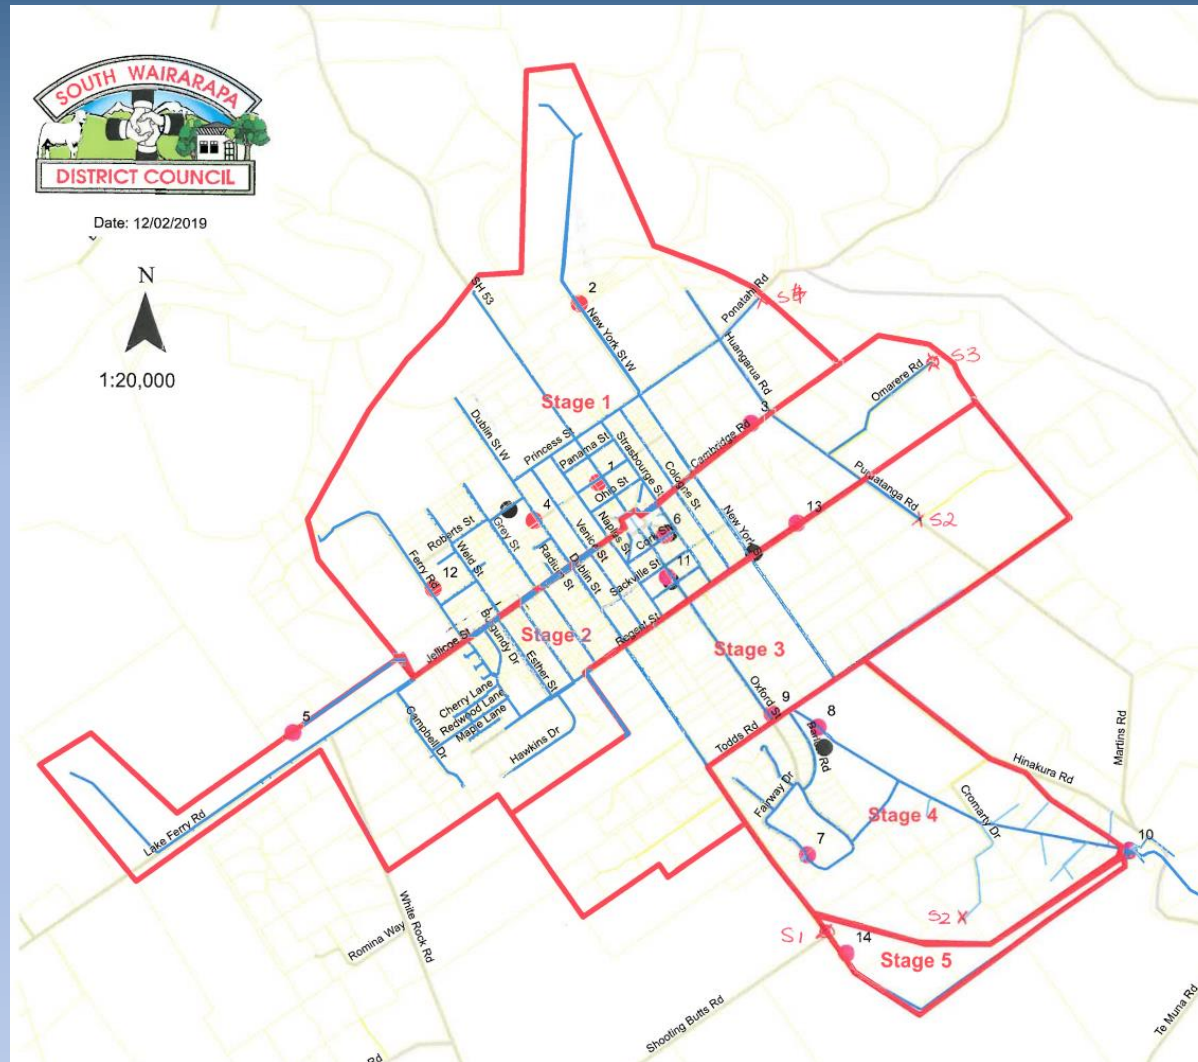 SOUTH WAIRARAPA
DISTRICT COUNCIL
Date: 12/02/2019
N
1:20,000
SH 53
2
New York St W
Ponatahi Rd
S4
Huangarua Rd
Omarere Rd
S3
Stage 1
Dublin St W
Princess St
Panama St
Strasbourge St
3
Cambridge Rd
1
Ohio St
Cologne St
Puruatanga Rd
S2
13
4
Roberts St
Grey St
Naples St
Venice St
6
Cork St
New York St
Weld St
Radium St
Dublin St
11
Sackville St
12
Ferry Rd
Jellicoe St
Burgundy Dr
Stage 2
Regent St
Stage 3
Esther St
Cherry Lane
Redwood Lane
Maple Lane
Campbell Dr
Hawkins Dr
Oxford St
9
8
Todds Rd
Rd
5
Lake Ferry Rd
Fairway Dr
Hinakura Rd
Martins Rd
Cromarty Dr
Stage 4
7
10
White Rock Rd
Romina Way
S2
S1
14
Stage 5
Shooting Butts Rd
Te Muna Rd
Rd